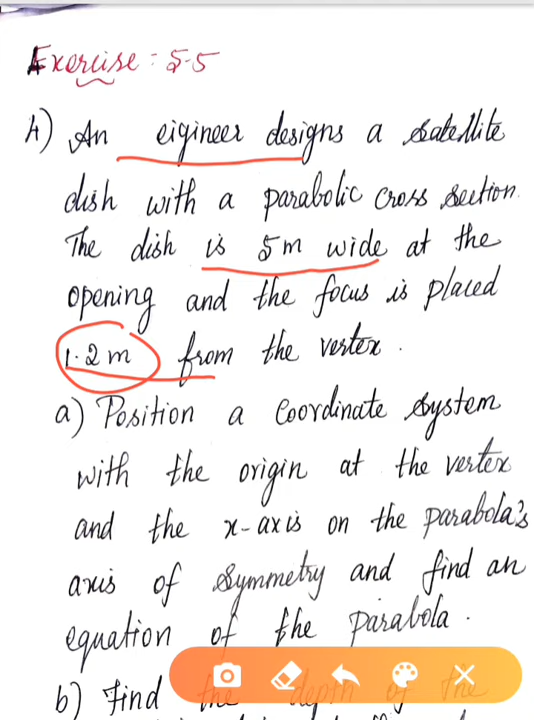 Exercise : 5.5
4) An eigineer designs a satellite
dish with a parabolic cross section.
The dish is 5m wide at the
opening and the focus is placed
1.2 m from the vertex.
a) Position a Coordinate system
with the origin at the vertex
and the x-axis on the parabola's
axis of symmetry and find an
equation of the parabola.
b) Find the depth of the